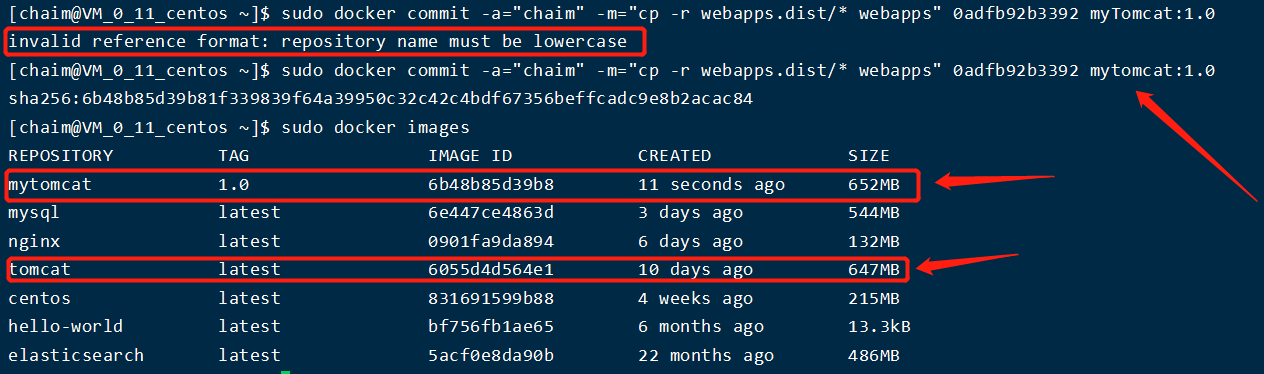 [chaim@VM_0_11_centos ~]$ sudo docker commit -a="chaim" -m="cp -r webapps.dist/* webapps" 0adfb92b3392 myTomcat:1.0
invalid reference format: repository name must be lowercase
[chaim@VM_0_11_centos ~]$ sudo docker commit -a="chaim" -m="cp -r webapps.dist/* webapps" 0adfb92b3392 mytomcat:1.0
sha256:6b48b85d39b81f339839f64a39950c32c42c4bdf67356beffcadc9e8b2acac84
[chaim@VM_0_11_centos ~]$ sudo docker images
REPOSITORY TAG IMAGE ID CREATED SIZE
mytomcat 1.0 6b48b85d39b8 11 seconds ago 652MB
mysql latest 6e447ce4863d 3 days ago 544MB
nginx latest 0901fa9da894 6 days ago 132MB
tomcat latest 6055d4d564e1 10 days ago 647MB
centos latest 831691599b88 4 weeks ago 215MB
hello-world latest bf756fb1ae65 6 months ago 13.3kB
elasticsearch latest 5acf0e8da90b 22 months ago 486MB